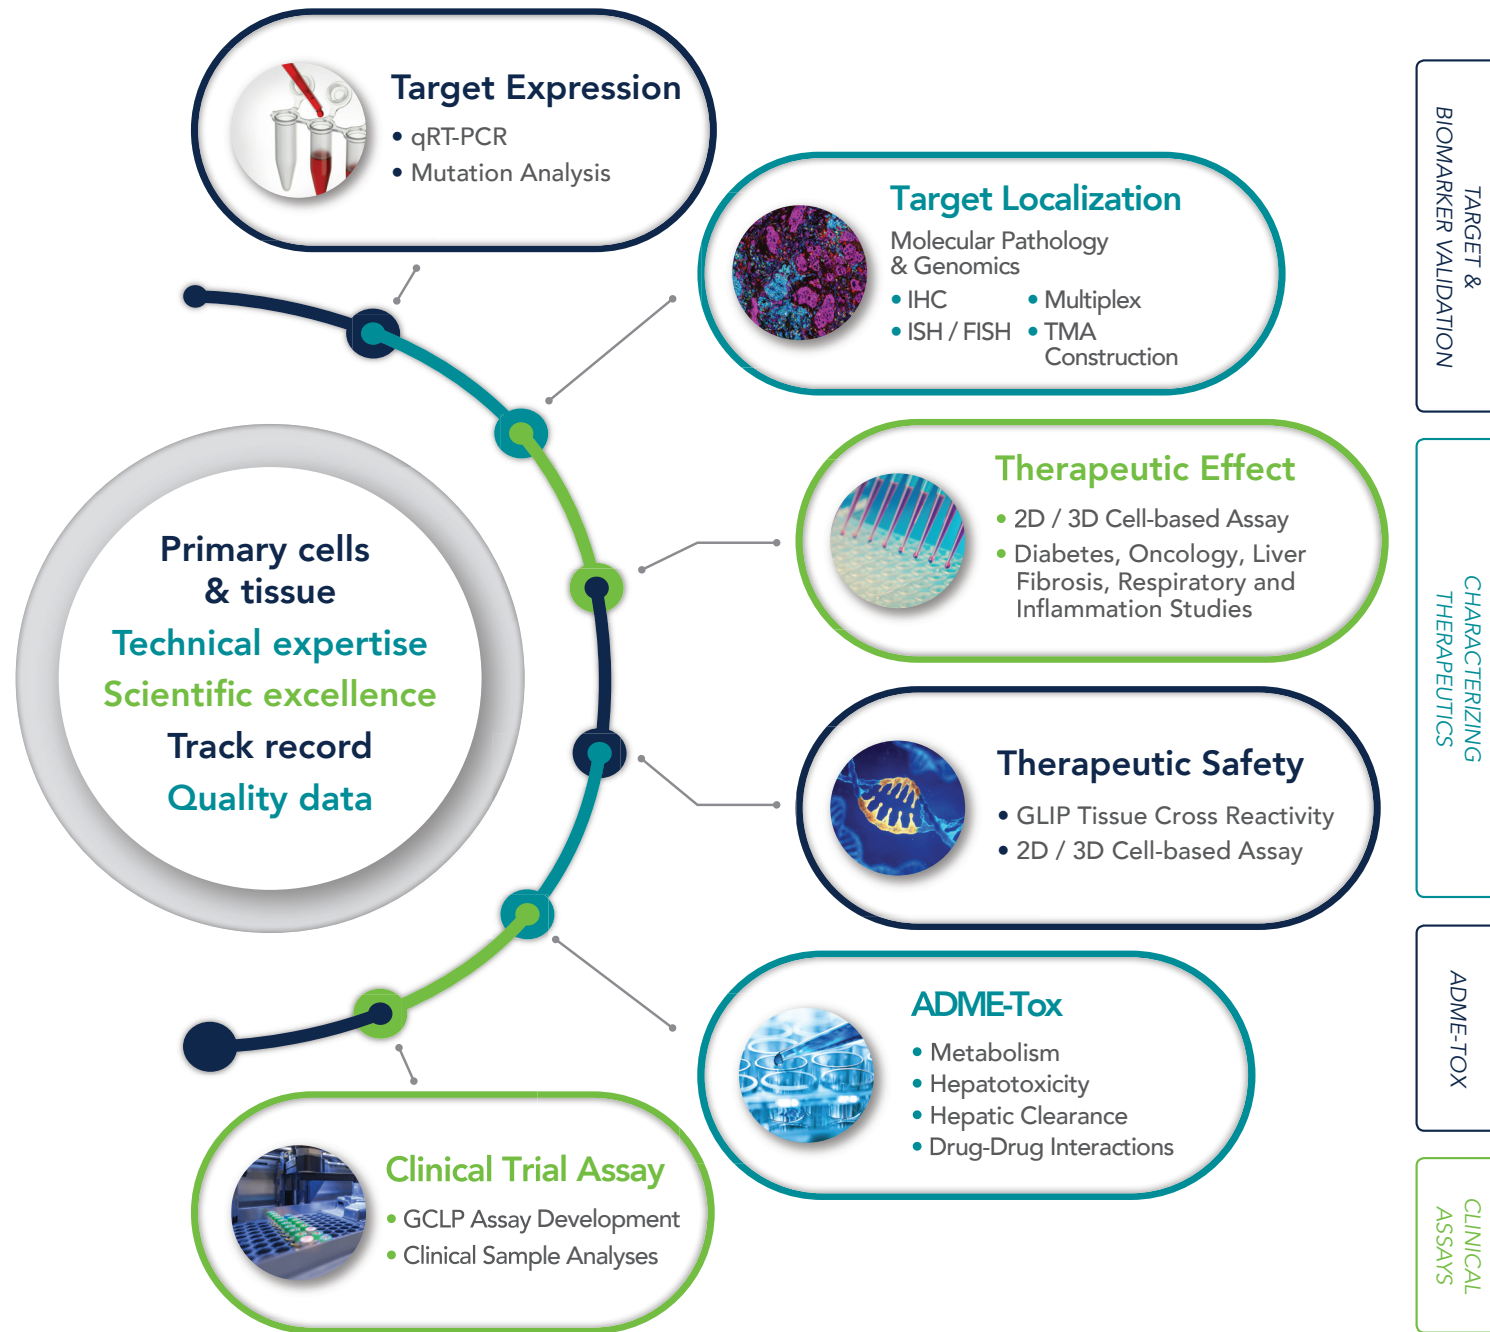 Target Expression
• qRT-PCR
• Mutation Analysis
Target Localization
Molecular Pathology
& Genomics
• IHC
• ISH / FISH
• Multiplex
• TMA
Construction
Therapeutic Effect
• 2D / 3D Cell-based Assay
• Diabetes, Oncology, Liver
Fibrosis, Respiratory and
Inflammation Studies
Therapeutic Safety
• GLIP Tissue Cross Reactivity
• 2D / 3D Cell-based Assay
ADME-Tox
• Metabolism
• Hepatotoxicity
• Hepatic Clearance
• Drug-Drug Interactions
Clinical Trial Assay
• GCLP Assay Development
• Clinical Sample Analyses
Primary cells
& tissue
Technical expertise
Scientific excellence
Track record
Quality data
TARGET &
BIOMARKER VALIDATION
CHARACTERIZING
THERAPEUTICS
ADME-TOX
CLINICAL
ASSAYS